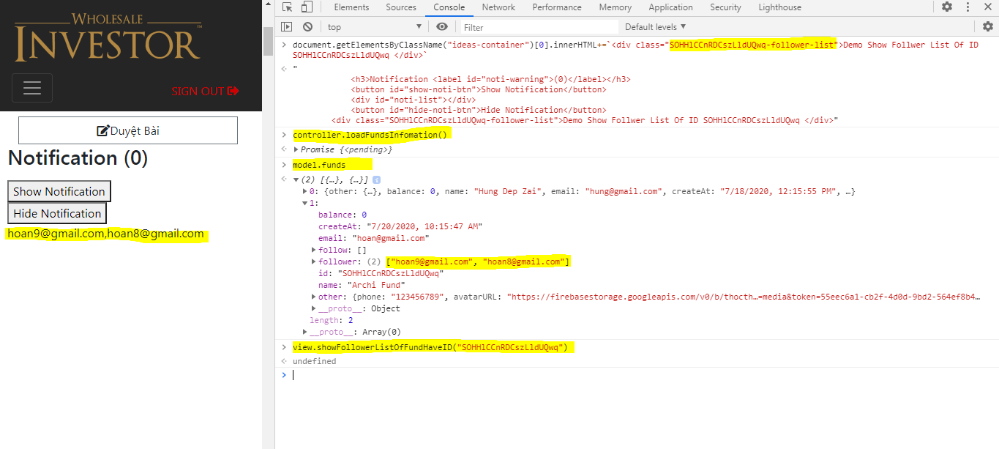 WHOLESALE
INVESTOR
™
SIGN OUT
Duyệt Bài
Notification (0)
Show Notification
Hide Notification
hoan9@gmail.com,hoan8@gmail.com
Elements Sources Console Network Performance Memory Application Security Lighthouse
top Filter Default levels
document.getElementsByClassName("ideas-container")[0].innerHTML+=`<div class="SOHHlCCnRDCszLldUQwq-follower-list">Demo Show Follwer List Of ID
SOHHlCCnRDCszLldUQwq </div>`
"
<h3>Notification <label id="noti-warning">(0)</label></h3>
<button id="show-noti-btn">Show Notification</button>
<div id="noti-list"></div>
<button id="hide-noti-btn">Hide Notification</button>
<div class="SOHHlCCnRDCszLldUQwq-follower-list">Demo Show Follwer List Of ID SOHHlCCnRDCszLldUQwq </div>"
controller.loadFundsInfomation()
Promise {<pending>}
model.funds
(2) [{…}, {…}] i
0: {other: {…}, balance: 0, name: "Hung Dep Zai", email: "hung@gmail.com", createAt: "7/18/2020, 12:15:55 PM", …}
1:
balance: 0
createAt: "7/20/2020, 10:15:47 AM"
email: "hoan@gmail.com"
follow: []
follower: (2) ["hoan9@gmail.com", "hoan8@gmail.com"]
id: "SOHHlCCnRDCszLldUQwq"
name: "Archi Fund"
other: {phone: "123456789", avatarURL: "https://firebasestorage.googleapis.com/v0/b/thocth…=media&token=55eec6a1-cb2f-4d0d-9bd2-564ef8b4…
__proto__: Object
length: 2
__proto__: Array(0)
view.showFollowerListOfFundHaveID("SOHHlCCnRDCszLldUQwq")
undefined